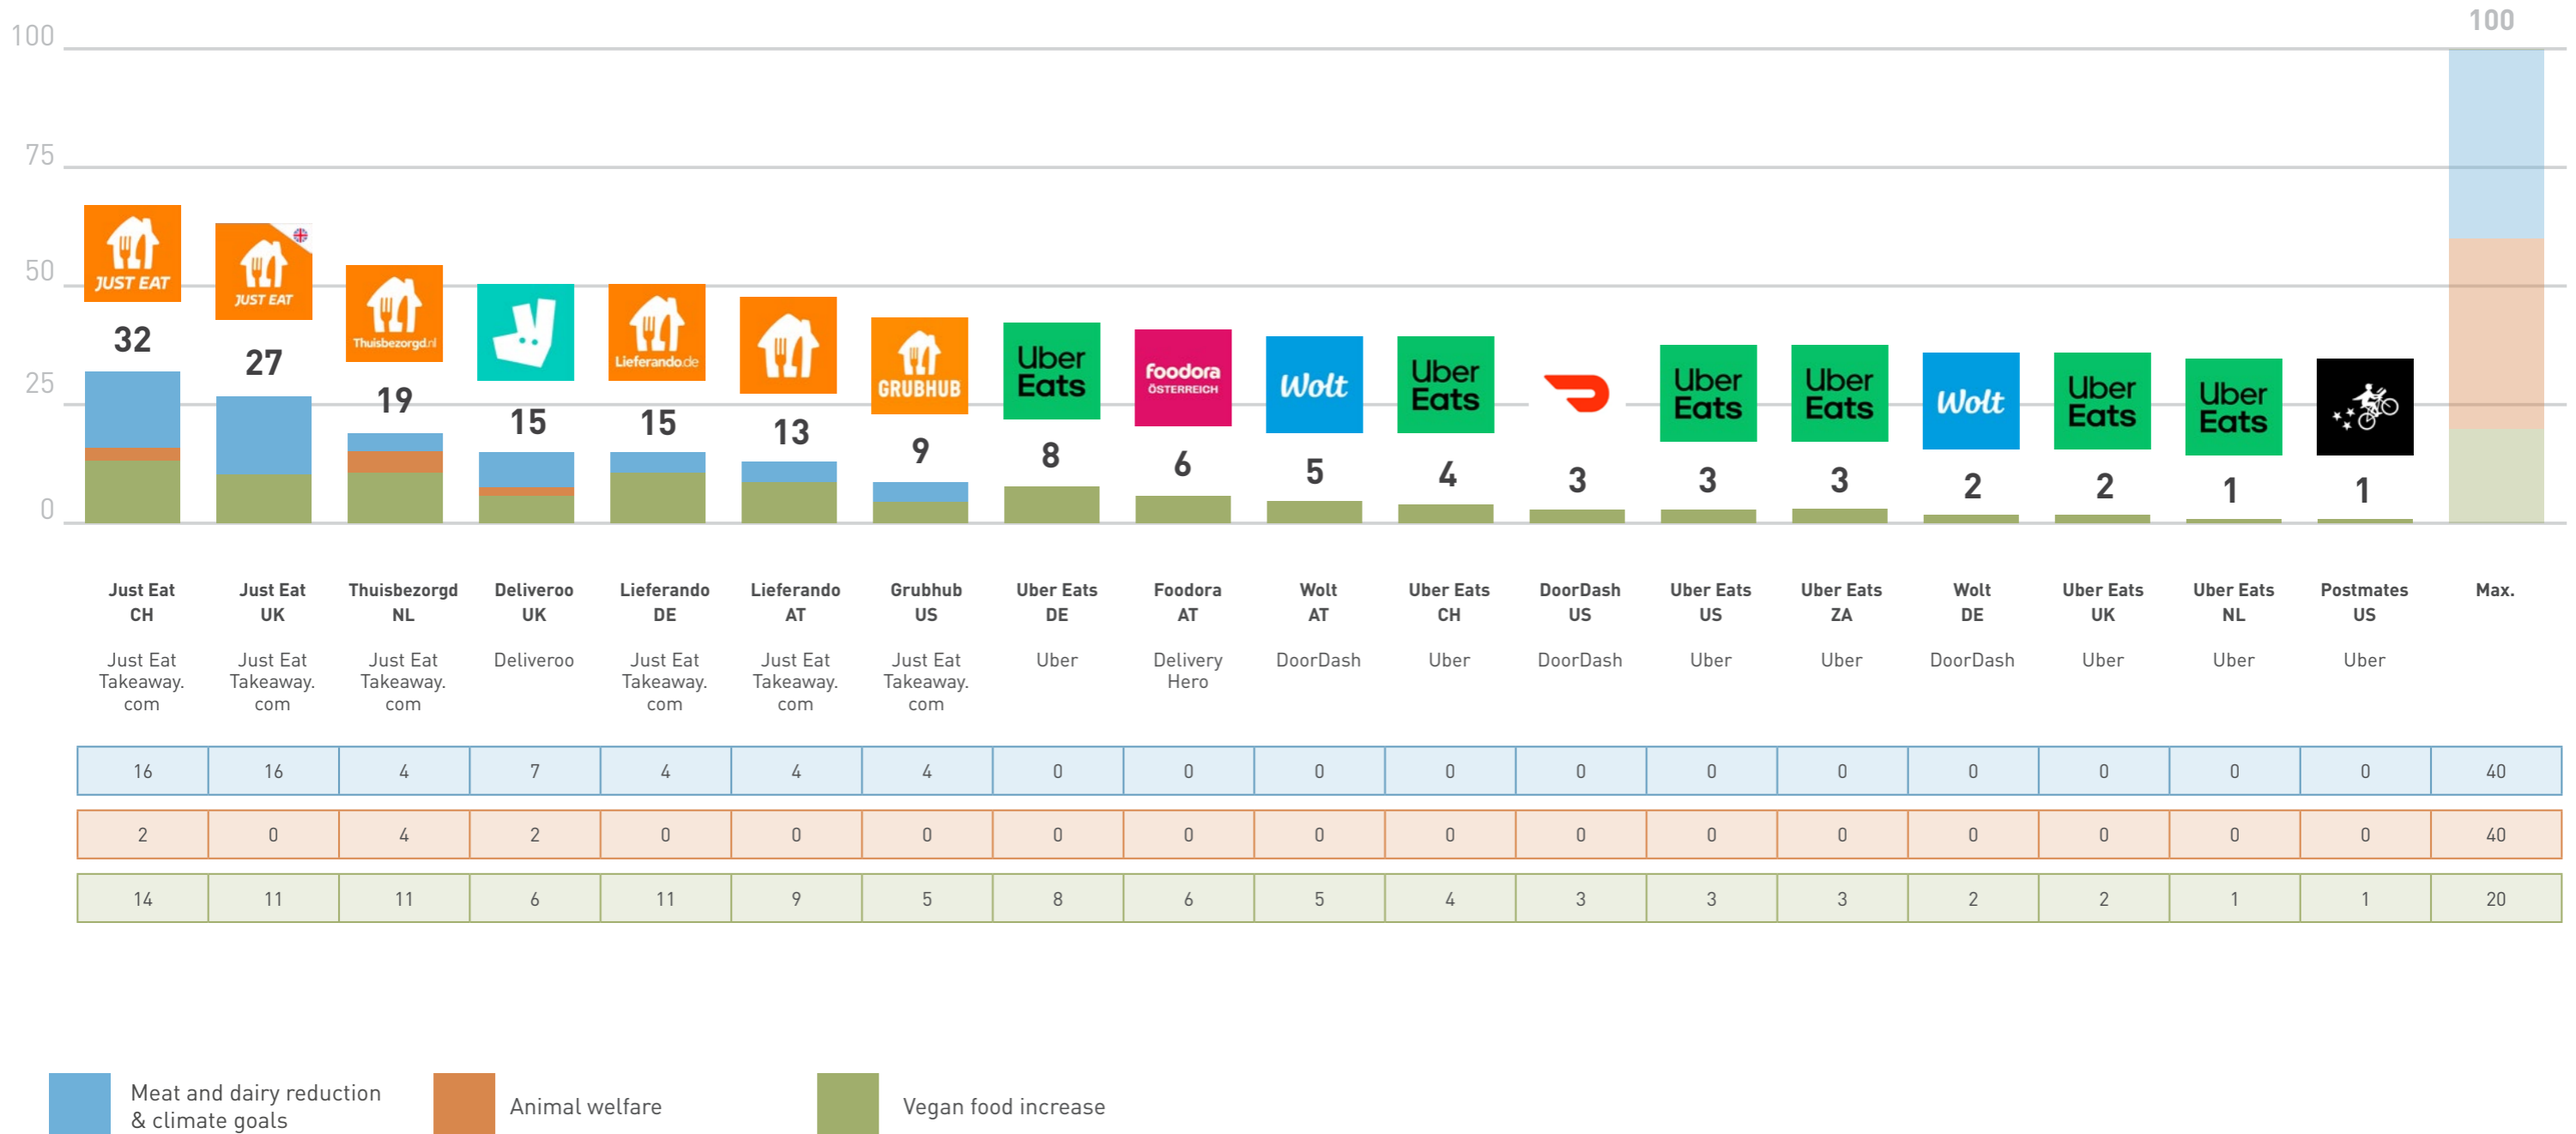 100
100
75
50
25
0
JUST EAT
JUST EAT
Thuisbezorgd.nl
Lieferando.de
GRUBHUB
Uber
Eats
foodora
ÖSTERREICH
Wolt
Uber
Eats
Uber
Eats
Uber
Eats
Wolt
Uber
Eats
Uber
Eats
32
27
19
15
15
13
9
8
6
5
4
3
3
3
2
2
1
1
Just Eat
CH
Just Eat
UK
Thuisbezorgd
NL
Deliveroo
UK
Lieferando
DE
Lieferando
AT
Grubhub
US
Uber Eats
DE
Foodora
AT
Wolt
AT
Uber Eats
CH
DoorDash
US
Uber Eats
US
Uber Eats
ZA
Wolt
DE
Uber Eats
UK
Uber Eats
NL
Postmates
US
Max.
Just Eat
Takeaway.
com
Just Eat
Takeaway.
com
Just Eat
Takeaway.
com
Deliveroo
Just Eat
Takeaway.
com
Just Eat
Takeaway.
com
Just Eat
Takeaway.
com
Uber
Delivery
Hero
DoorDash
Uber
DoorDash
Uber
Uber
DoorDash
Uber
Uber
Uber
16 16 4 7 4 4 4 0 0 0 0 0 0 0 0 0 0 0 40
2 0 4 2 0 0 0 0 0 0 0 0 0 0 0 0 0 0 40
14 11 11 6 11 9 5 8 6 5 4 3 3 3 2 2 1 1 20
Meat and dairy reduction
& climate goals
Animal welfare
Vegan food increase